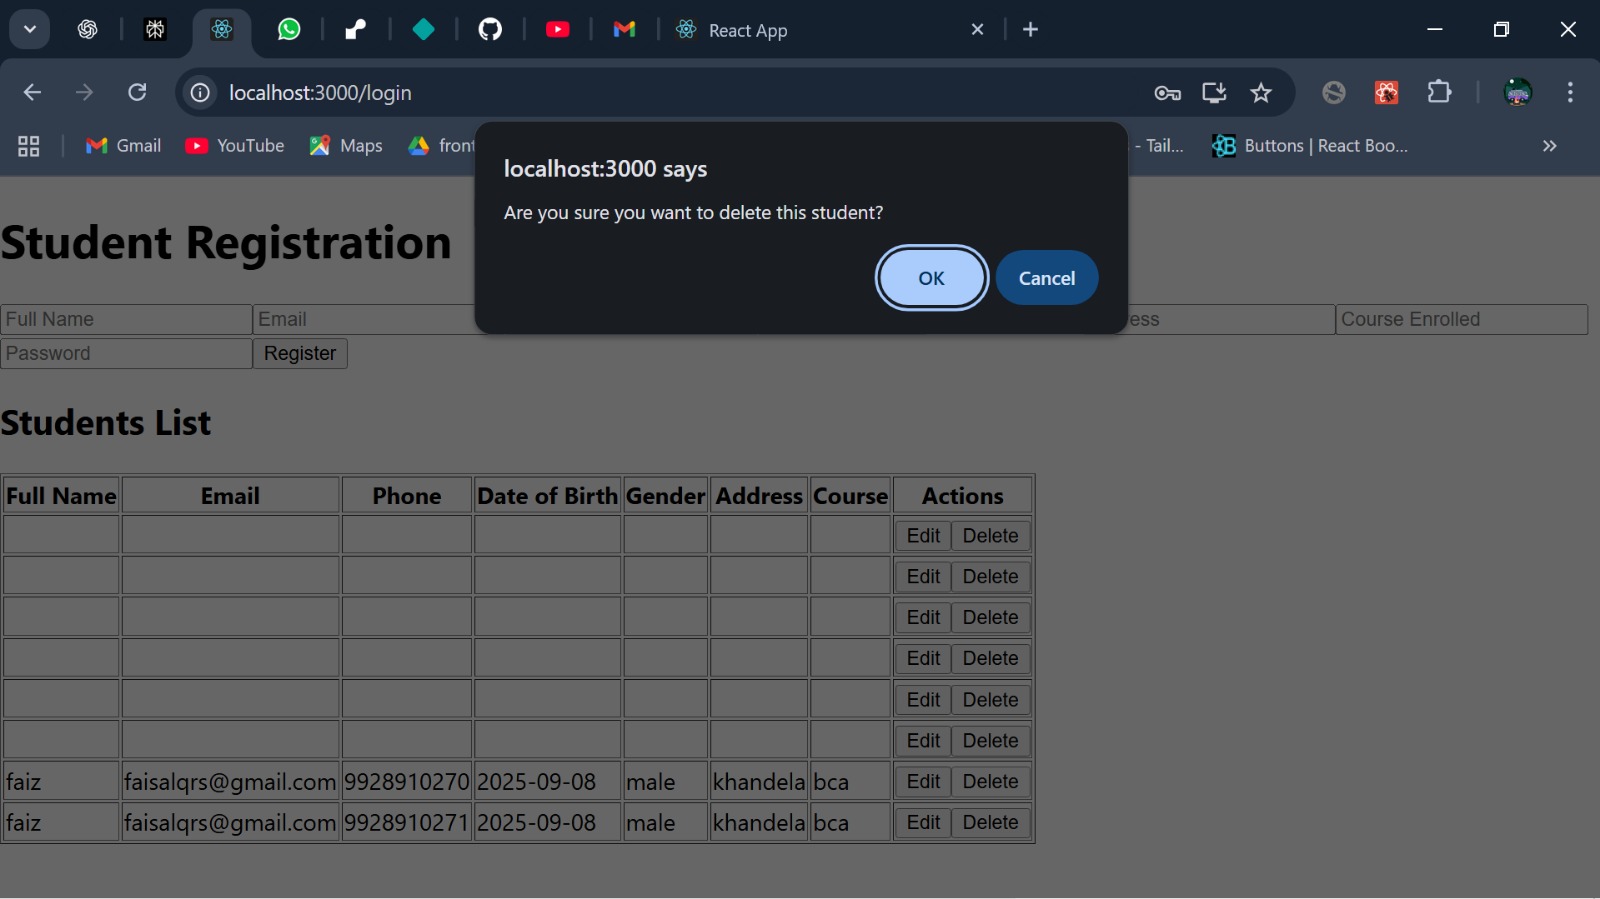 React App
localhost:3000/login
Gmail YouTube Maps front - Tail... Buttons | React Boo...
localhost:3000 says
Are you sure you want to delete this student?
OK Cancel
Student Registration
Full Name Email ess Course Enrolled
Password Register
Students List
Full Name Email Phone Date of Birth Gender Address Course Actions
Edit Delete
Edit Delete
Edit Delete
Edit Delete
Edit Delete
Edit Delete
faiz faisalqrs@gmail.com 9928910270 2025-09-08 male khandela bca Edit Delete
faiz faisalqrs@gmail.com 9928910271 2025-09-08 male khandela bca Edit Delete